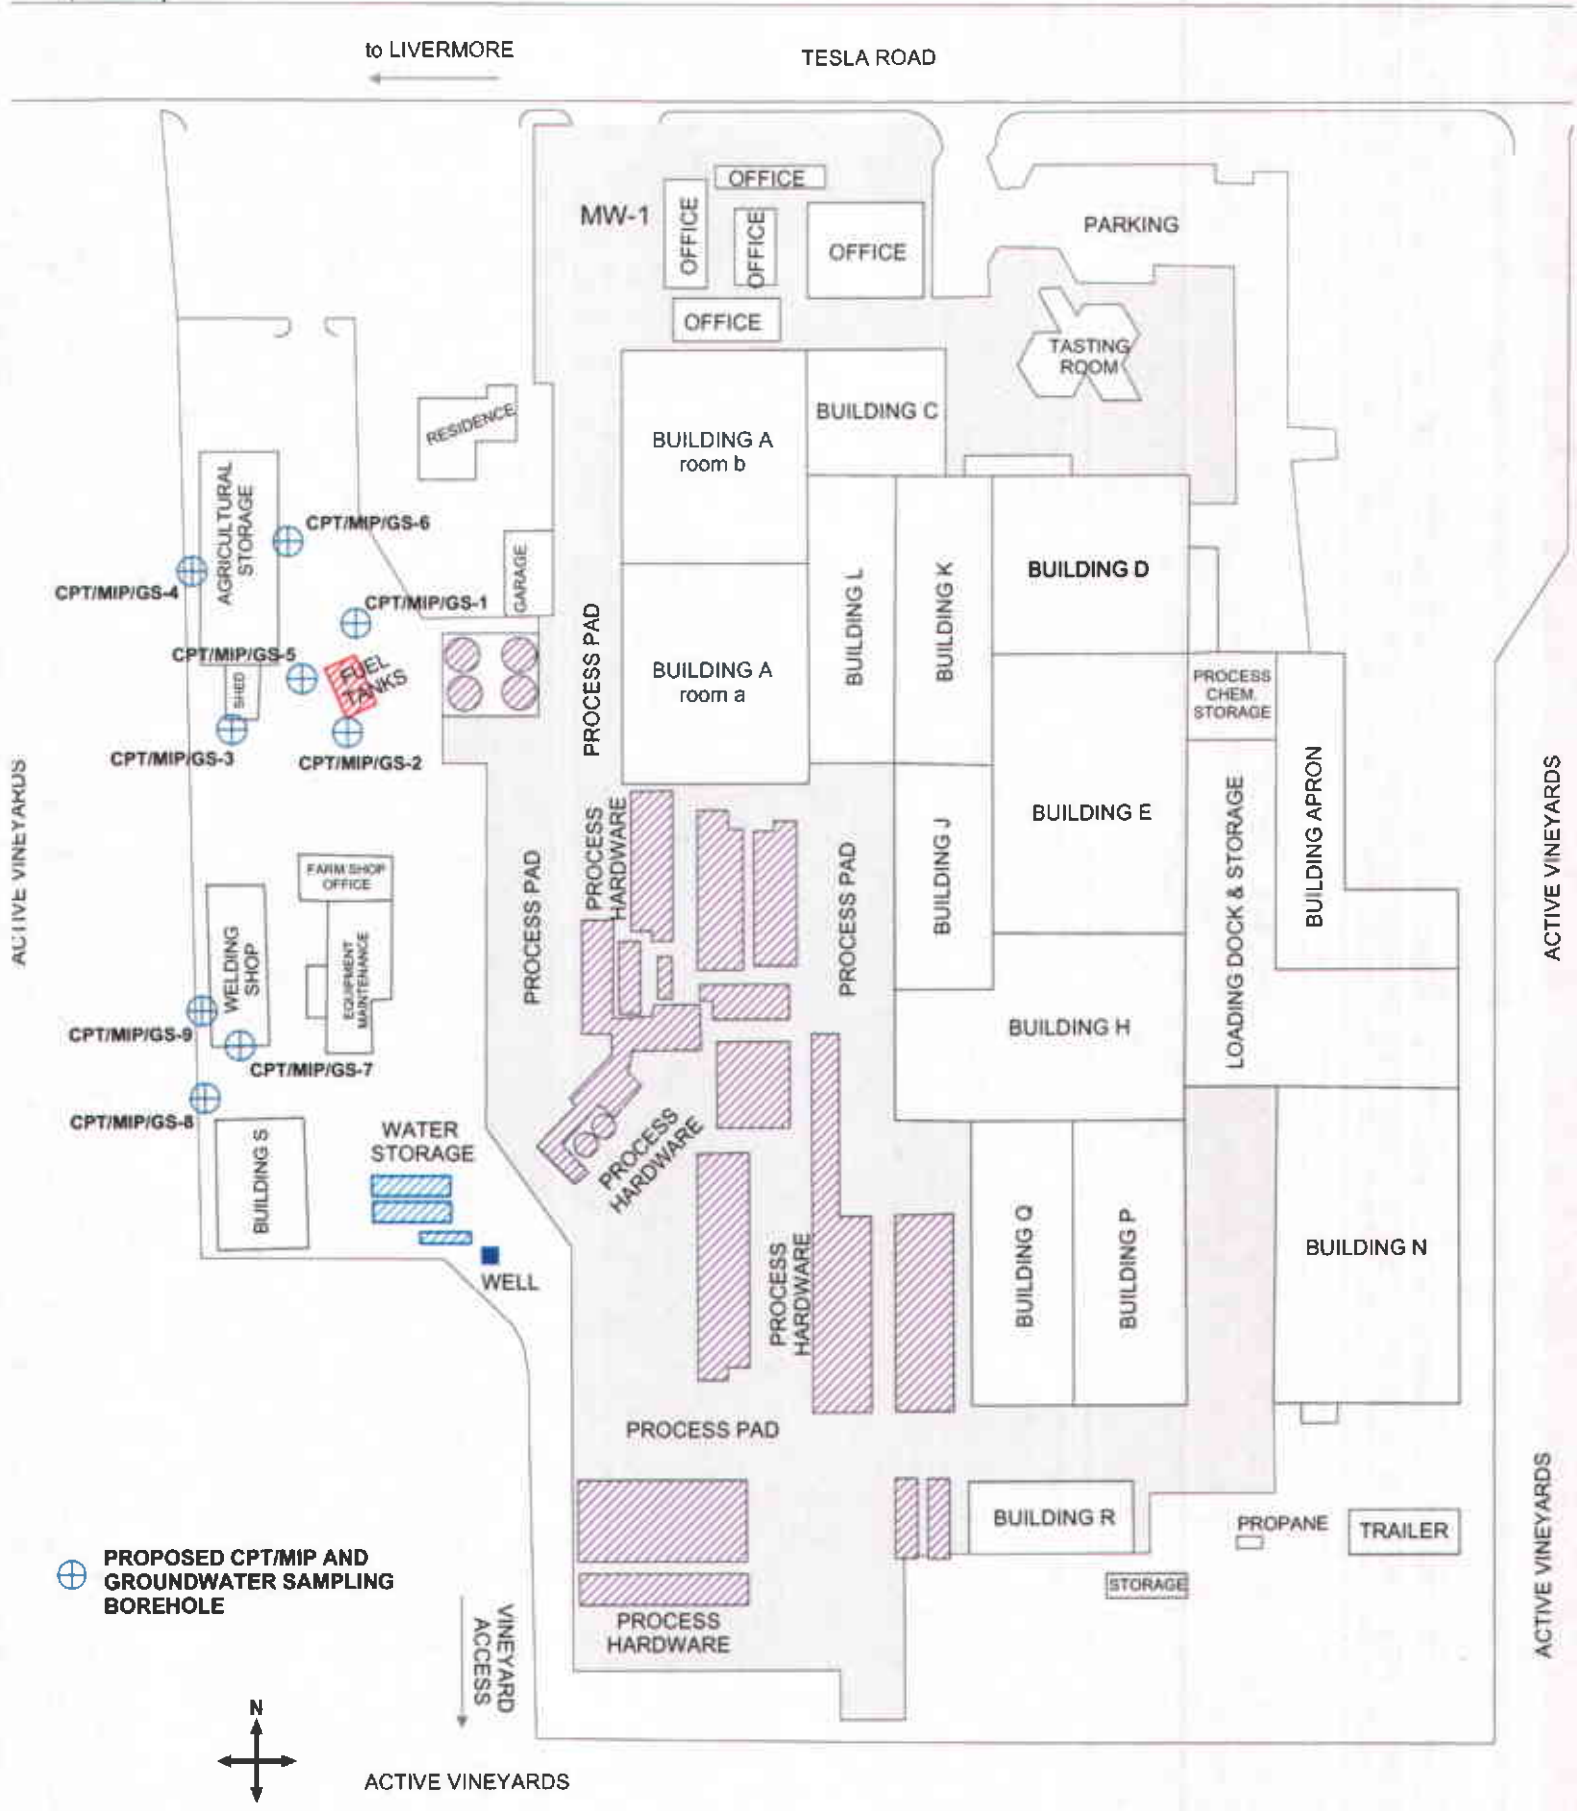 to LIVERMORE
TESLA ROAD
OFFICE
MW-1
OFFICE
OFFICE
OFFICE
OFFICE
PARKING
TASTING
ROOM
RESIDENCE
BUILDING A
room b
BUILDING C
AGRICULTURAL
STORAGE
CPT/MIP/GS-6
CPT/MIP/GS-4
CPT/MIP/GS-1
GARAGE
CPT/MIP/GS-5
FUEL
TANKS
SHED
CPT/MIP/GS-3
CPT/MIP/GS-2
PROCESS PAD
BUILDING A
room a
BUILDING L
BUILDING K
BUILDING D
PROCESS
CHEM.
STORAGE
ACTIVE VINEYARDS
PROCESS
HARDWARE
BUILDING E
BUILDING J
LOADING DOCK & STORAGE
BUILDING APRON
ACTIVE VINEYARDS
FARM SHOP
OFFICE
WELDING
SHOP
EQUIPMENT
MAINTENANCE
PROCESS PAD
PROCESS PAD
CPT/MIP/GS-9
CPT/MIP/GS-7
CPT/MIP/GS-8
BUILDING H
BUILDING S
WATER
STORAGE
WELL
PROCESS
HARDWARE
PROCESS
HARDWARE
BUILDING Q
BUILDING P
BUILDING N
PROCESS PAD
BUILDING R
PROPANE
TRAILER
STORAGE
ACTIVE VINEYARDS
PROPOSED CPT/MIP AND
GROUNDWATER SAMPLING
BOREHOLE
VINEYARD
ACCESS
PROCESS
HARDWARE
N
ACTIVE VINEYARDS